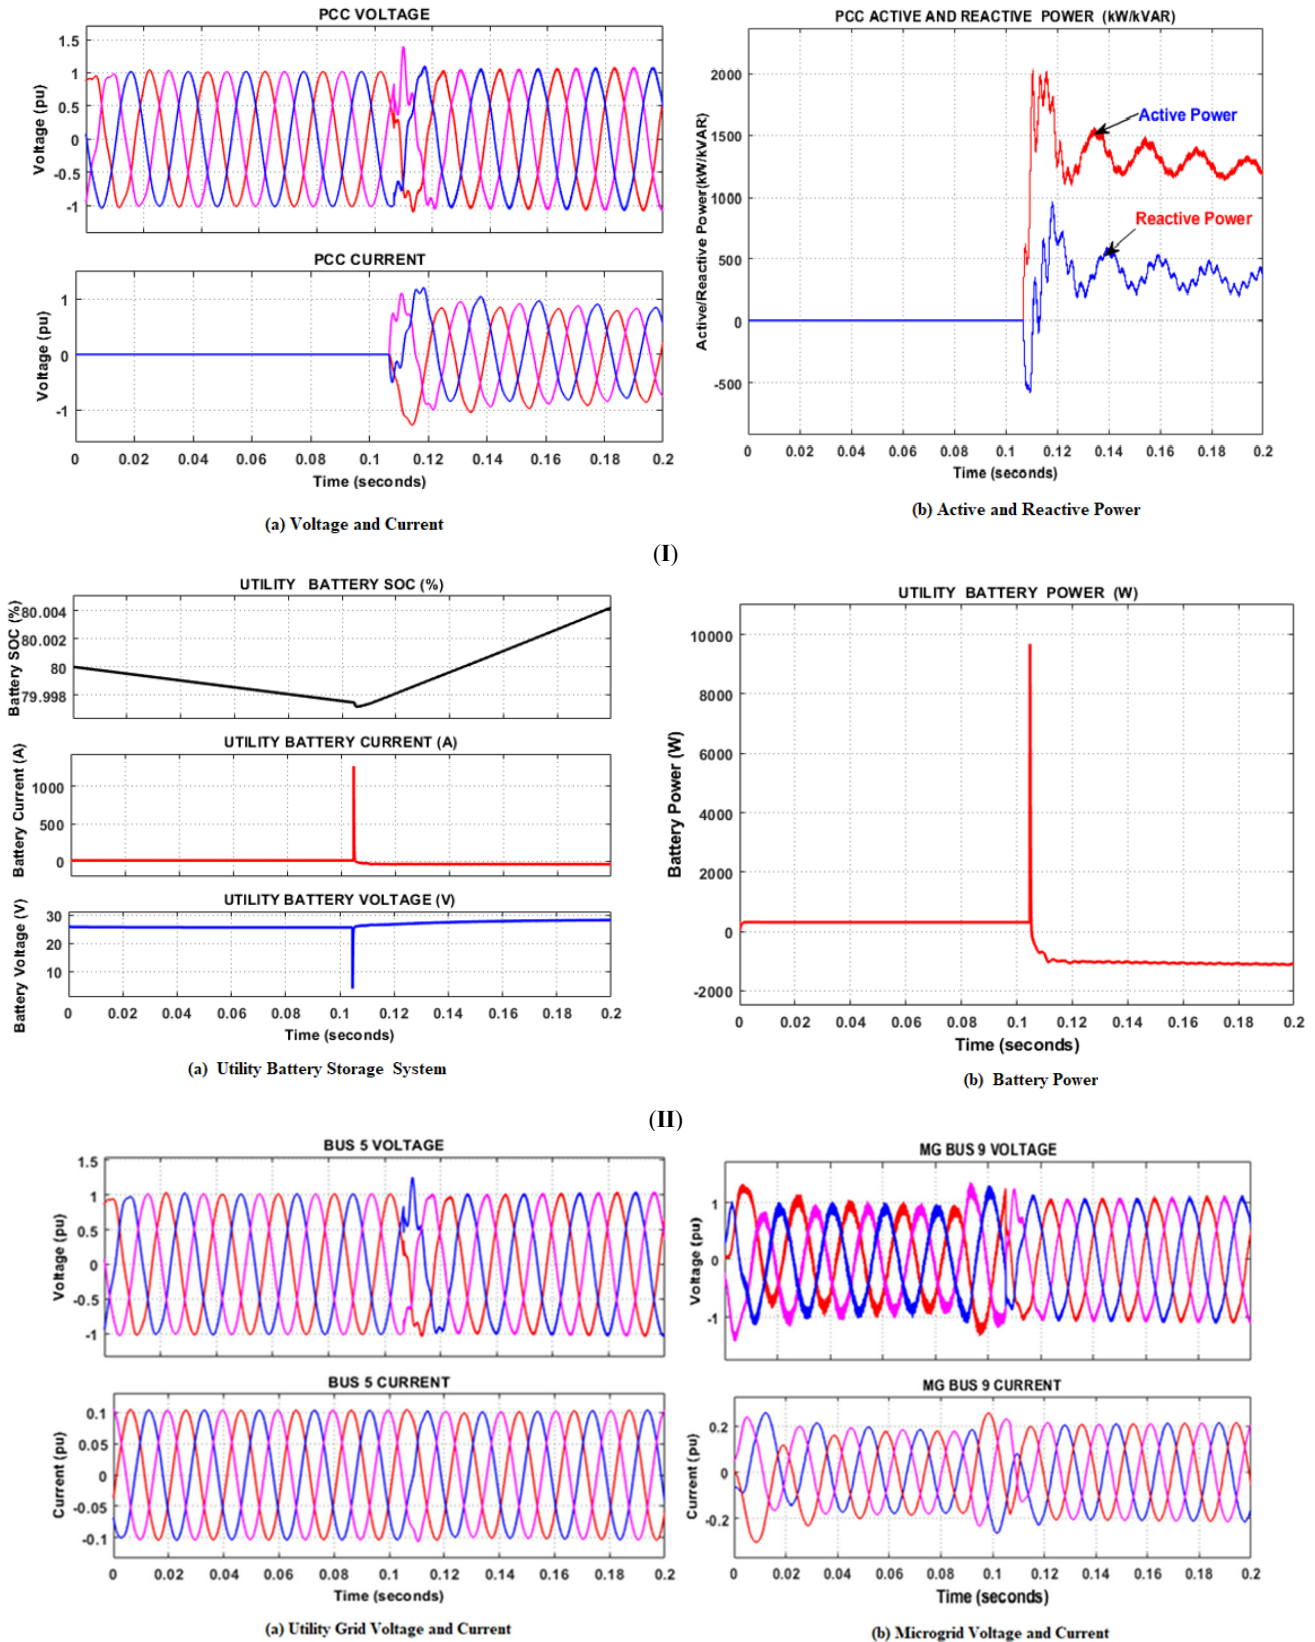 PCC VOLTAGE
1.5
1
0.5
0
-0.5
-1
Voltage (pu)
PCC CURRENT
1
0
-1
Voltage (pu)
0 0.02 0.04 0.06 0.08 0.1 0.12 0.14 0.16 0.18 0.2
Time (seconds)
(a) Voltage and Current
PCC ACTIVE AND REACTIVE POWER (kW/kVAR)
2000
1500
1000
500
0
-500
Active/Reactive Power(kW/kVAR)
Active Power
Reactive Power
0 0.02 0.04 0.06 0.08 0.1 0.12 0.14 0.16 0.18 0.2
Time (seconds)
(b) Active and Reactive Power
(I)
UTILITY BATTERY SOC (%)
80.004
80.002
80
79.998
Battery SOC (%)
UTILITY BATTERY CURRENT (A)
1000
500
0
Battery Current (A)
UTILITY BATTERY VOLTAGE (V)
30
20
10
Battery Voltage (V)
0 0.02 0.04 0.06 0.08 0.1 0.12 0.14 0.16 0.18 0.2
Time (seconds)
(a) Utility Battery Storage System
UTILITY BATTERY POWER (W)
10000
8000
6000
4000
2000
0
-2000
Battery Power (W)
0 0.02 0.04 0.06 0.08 0.1 0.12 0.14 0.16 0.18 0.2
Time (seconds)
(b) Battery Power
(II)
BUS 5 VOLTAGE
1.5
1
0.5
0
-0.5
-1
Voltage (pu)
BUS 5 CURRENT
0.1
0.05
0
-0.05
-0.1
Current (pu)
0 0.02 0.04 0.06 0.08 0.1 0.12 0.14 0.16 0.18 0.2
Time (seconds)
(a) Utility Grid Voltage and Current
MG BUS 9 VOLTAGE
1
0
-1
Voltage (pu)
MG BUS 9 CURRENT
0.2
0
-0.2
Current (pu)
0 0.02 0.04 0.06 0.08 0.1 0.12 0.14 0.16 0.18 0.2
Time (seconds)
(b) Microgrid Voltage and Current